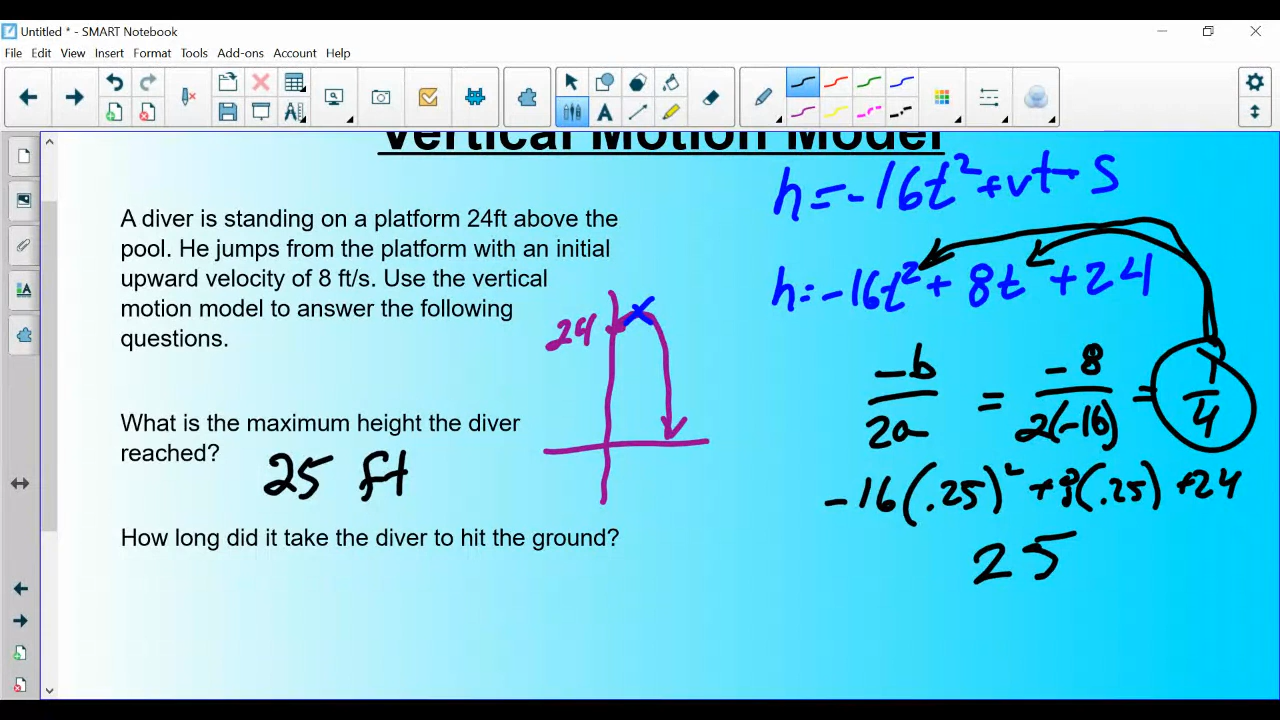 Untitled * - SMART Notebook
File Edit View Insert Format Tools Add-ons Account Help
Vertical Motion Model
A diver is standing on a platform 24ft above the
pool. He jumps from the platform with an initial
upward velocity of 8 ft/s. Use the vertical
motion model to answer the following
questions.
24
What is the maximum height the diver
reached?
25 ft
How long did it take the diver to hit the ground?
h=-16t²+vt+s
h=-16t²+8t+24
-b/2a = -8/2(-16) = 1/4
-16(.25)²+8(.25)+24
25